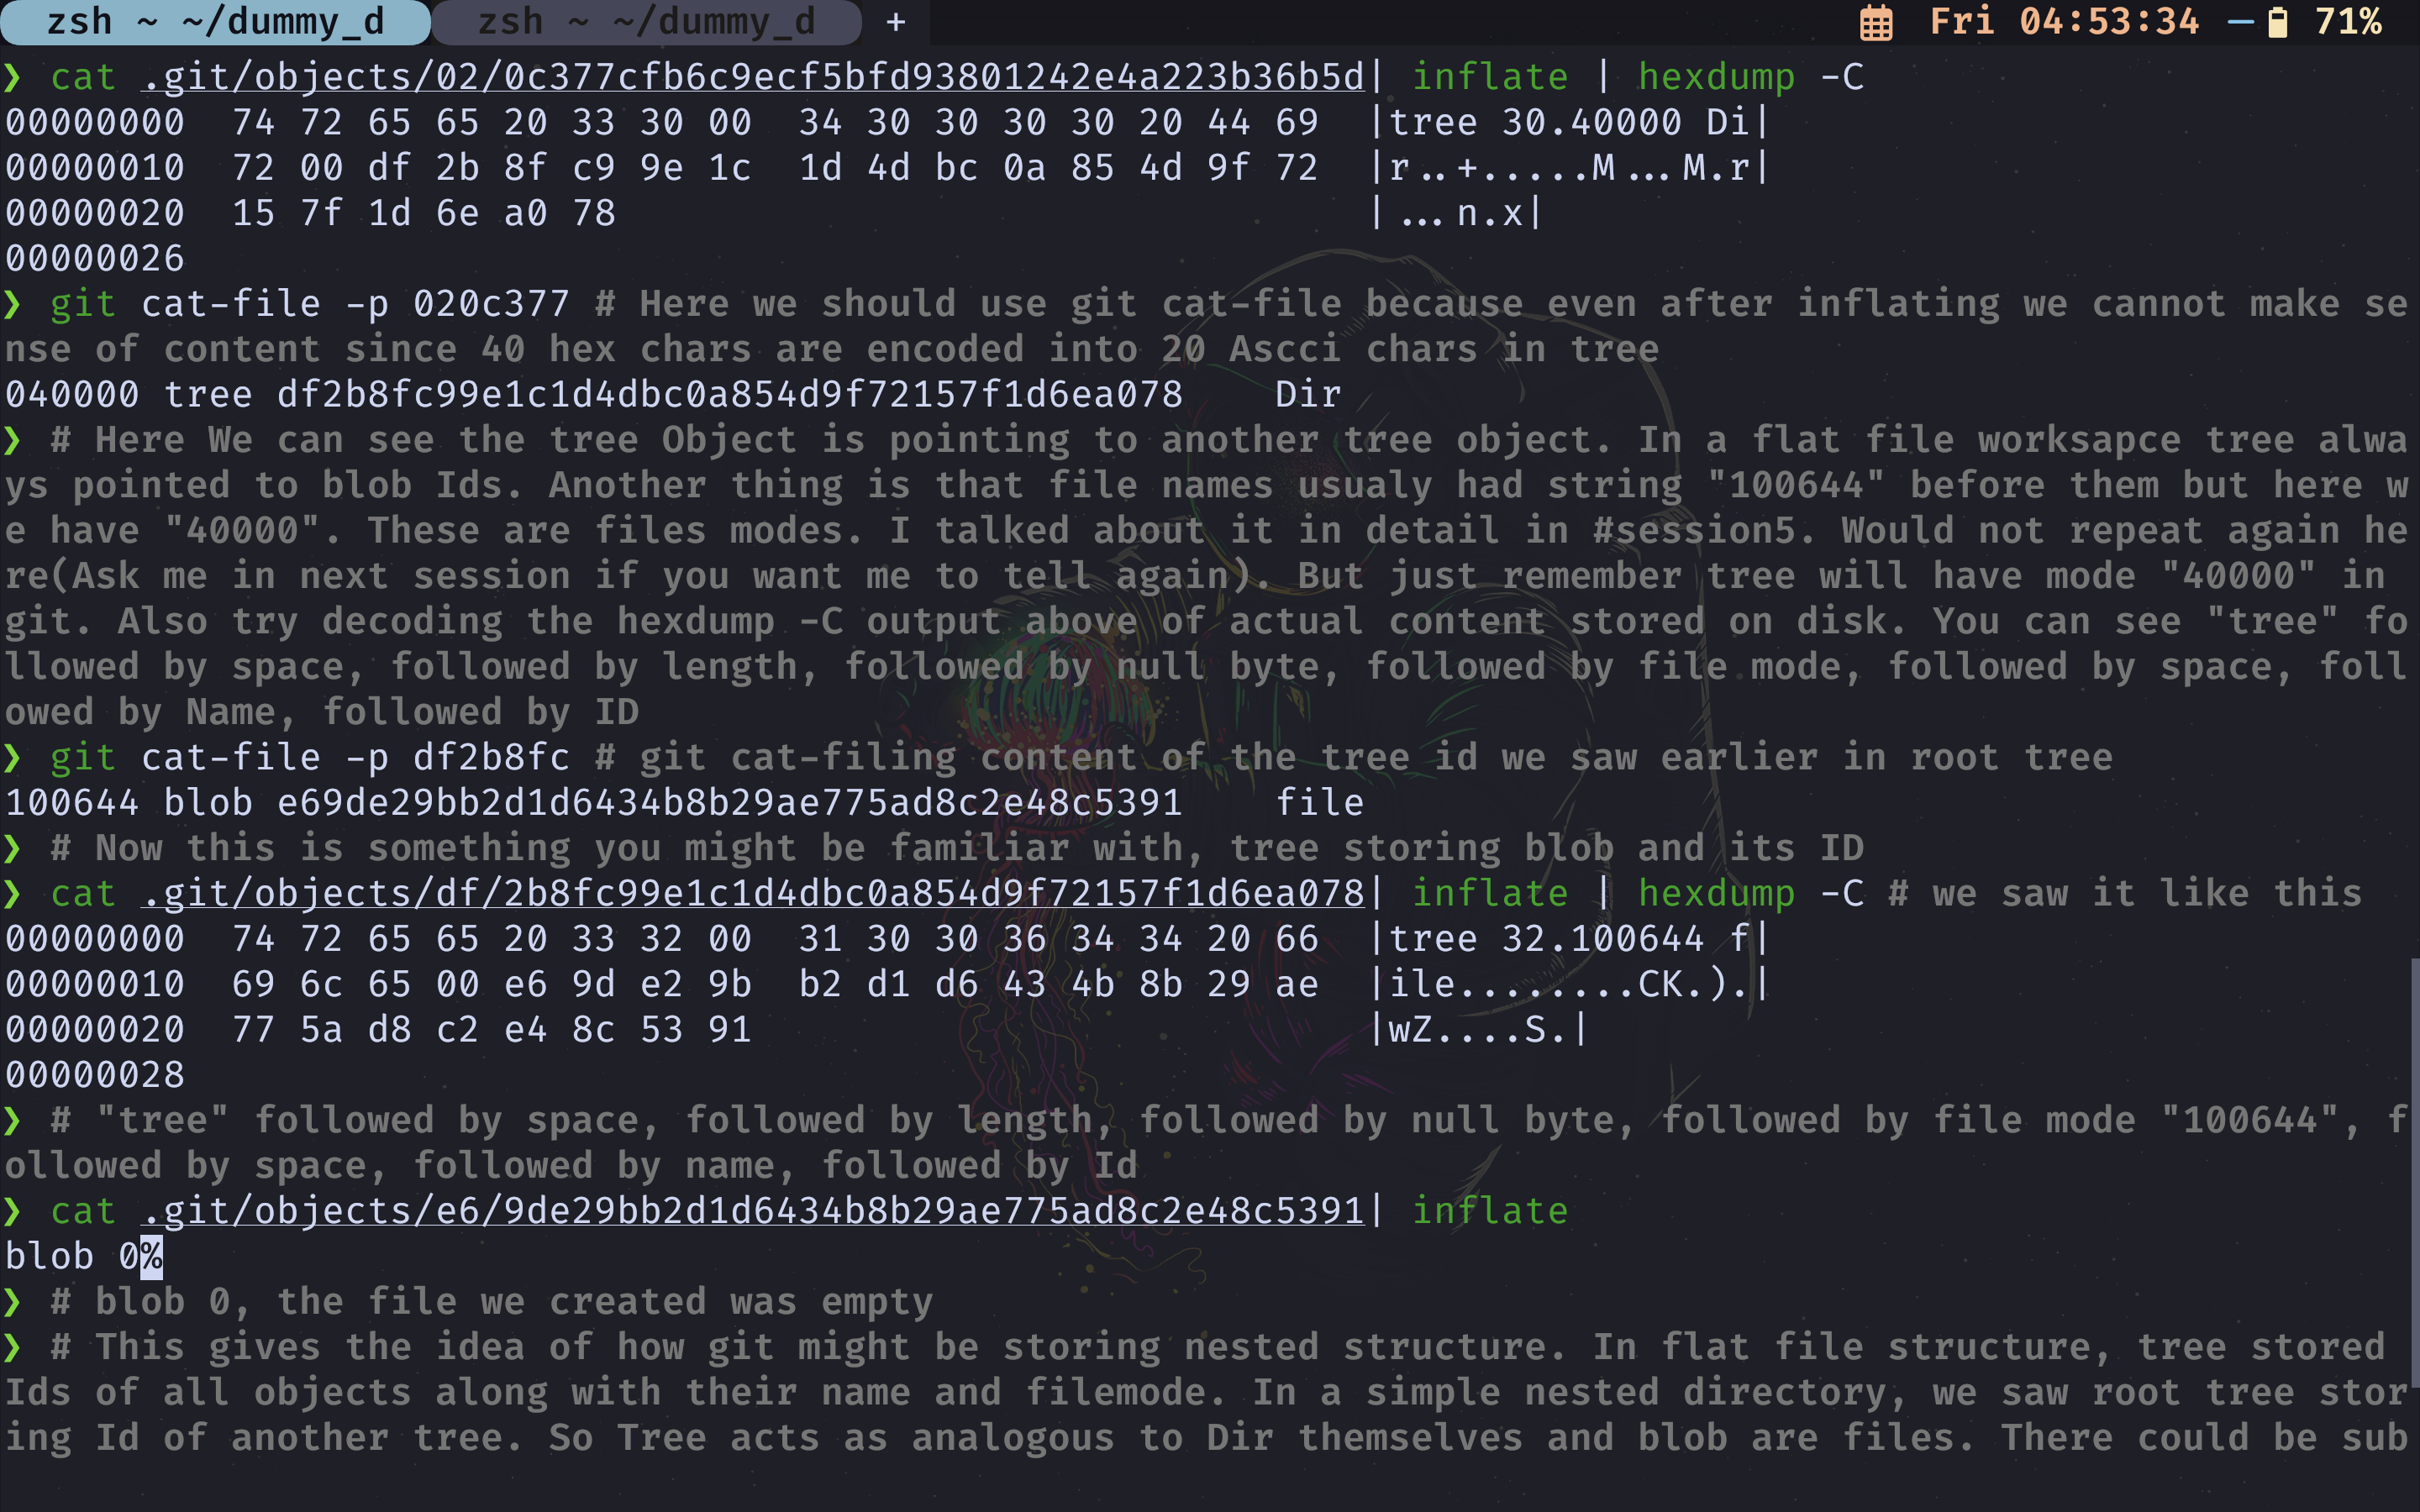 zsh ~ ~/dummy_d zsh ~ ~/dummy_d + Fri 04:53:34 — 71%
❯ cat .git/objects/02/0c377cfb6c9ecf5bfd93801242e4a223b36b5d| inflate | hexdump -C
00000000  74 72 65 65 20 33 30 00  34 30 30 30 30 20 44 69  |tree 30.40000 Di|
00000010  72 00 df 2b 8f c9 9e 1c  1d 4d bc 0a 85 4d 9f 72  |r..+.....M...M.r|
00000020  15 7f 1d 6e a0 78                                 |...n.x|
00000026
❯ git cat-file -p 020c377 # Here we should use git cat-file because even after inflating we cannot make se
nse of content since 40 hex chars are encoded into 20 Ascci chars in tree
040000 tree df2b8fc99e1c1d4dbc0a854d9f72157f1d6ea078    Dir
❯ # Here We can see the tree Object is pointing to another tree object. In a flat file worksapce tree alwa
ys pointed to blob Ids. Another thing is that file names usualy had string "100644" before them but here w
e have "40000". These are files modes. I talked about it in detail in #session5. Would not repeat again he
re(Ask me in next session if you want me to tell again). But just remember tree will have mode "40000" in
git. Also try decoding the hexdump -C output above of actual content stored on disk. You can see "tree" fo
llowed by space, followed by length, followed by null byte, followed by file mode, followed by space, foll
owed by Name, followed by ID
❯ git cat-file -p df2b8fc # git cat-filing content of the tree id we saw earlier in root tree
100644 blob e69de29bb2d1d6434b8b29ae775ad8c2e48c5391    file
❯ # Now this is something you might be familiar with, tree storing blob and its ID
❯ cat .git/objects/df/2b8fc99e1c1d4dbc0a854d9f72157f1d6ea078| inflate | hexdump -C # we saw it like this
00000000  74 72 65 65 20 33 32 00  31 30 30 36 34 34 20 66  |tree 32.100644 f|
00000010  69 6c 65 00 e6 9d e2 9b  b2 d1 d6 43 4b 8b 29 ae  |ile........CK.).|
00000020  77 5a d8 c2 e4 8c 53 91                           |wZ....S.|
00000028
❯ # "tree" followed by space, followed by length, followed by null byte, followed by file mode "100644", f
ollowed by space, followed by name, followed by Id
❯ cat .git/objects/e6/9de29bb2d1d6434b8b29ae775ad8c2e48c5391| inflate
blob 0%
❯ # blob 0, the file we created was empty
❯ # This gives the idea of how git might be storing nested structure. In flat file structure, tree stored
Ids of all objects along with their name and filemode. In a simple nested directory, we saw root tree stor
ing Id of another tree. So Tree acts as analogous to Dir themselves and blob are files. There could be sub